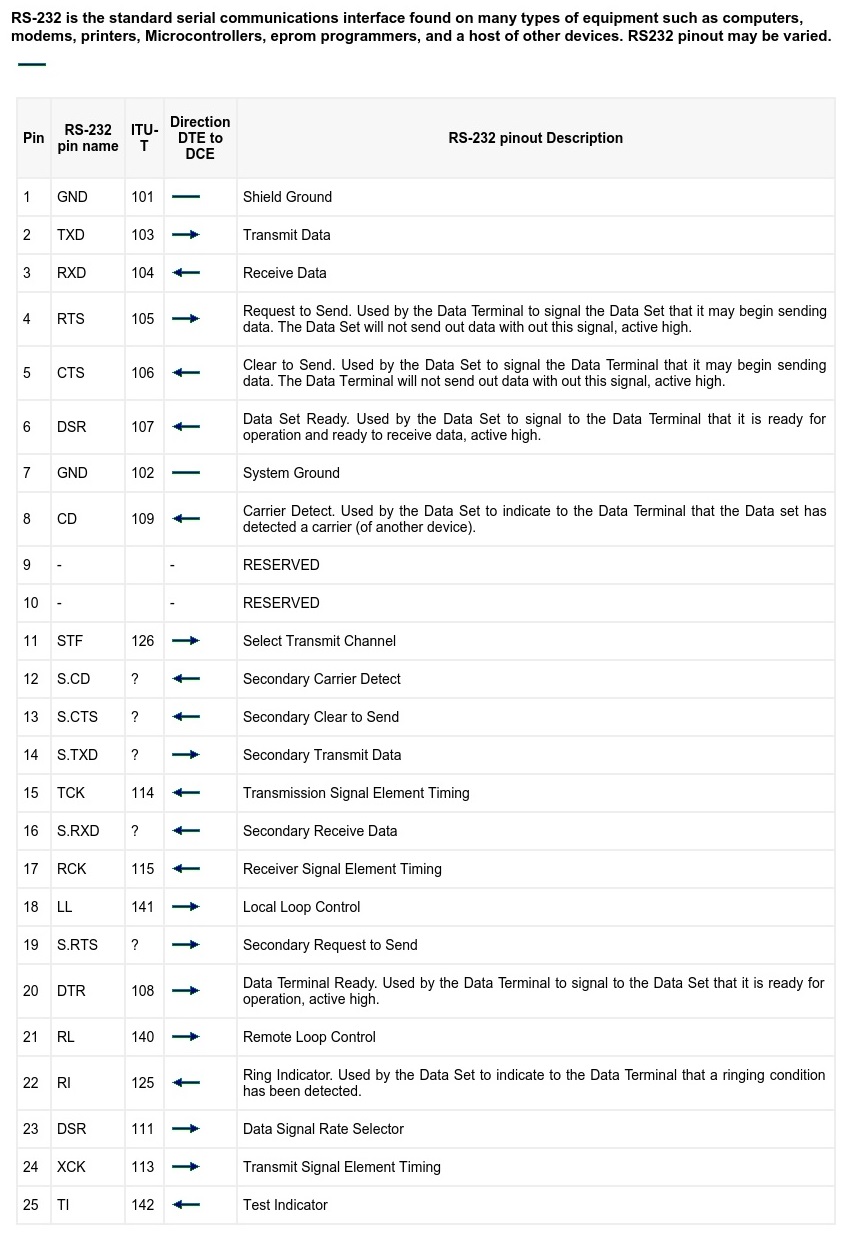 RS-232 is the standard serial communications interface found on many types of equipment such as computers,
modems, printers, Microcontrollers, eprom programmers, and a host of other devices. RS232 pinout may be varied.
Pin RS-232 pin name ITU-T Direction DTE to DCE RS-232 pinout Description
1 GND 101 Shield Ground
2 TXD 103 Transmit Data
3 RXD 104 Receive Data
4 RTS 105 Request to Send. Used by the Data Terminal to signal the Data Set that it may begin sending
data. The Data Set will not send out data with out this signal, active high.
5 CTS 106 Clear to Send. Used by the Data Set to signal the Data Terminal that it may begin sending
data. The Data Terminal will not send out data with out this signal, active high.
6 DSR 107 Data Set Ready. Used by the Data Set to signal to the Data Terminal that it is ready for
operation and ready to receive data, active high.
7 GND 102 System Ground
8 CD 109 Carrier Detect. Used by the Data Set to indicate to the Data Terminal that the Data set has
detected a carrier (of another device).
9 - - RESERVED
10 - - RESERVED
11 STF 126 Select Transmit Channel
12 S.CD ? Secondary Carrier Detect
13 S.CTS ? Secondary Clear to Send
14 S.TXD ? Secondary Transmit Data
15 TCK 114 Transmission Signal Element Timing
16 S.RXD ? Secondary Receive Data
17 RCK 115 Receiver Signal Element Timing
18 LL 141 Local Loop Control
19 S.RTS ? Secondary Request to Send
20 DTR 108 Data Terminal Ready. Used by the Data Terminal to signal to the Data Set that it is ready for
operation, active high.
21 RL 140 Remote Loop Control
22 RI 125 Ring Indicator. Used by the Data Set to indicate to the Data Terminal that a ringing condition
has been detected.
23 DSR 111 Data Signal Rate Selector
24 XCK 113 Transmit Signal Element Timing
25 TI 142 Test Indicator